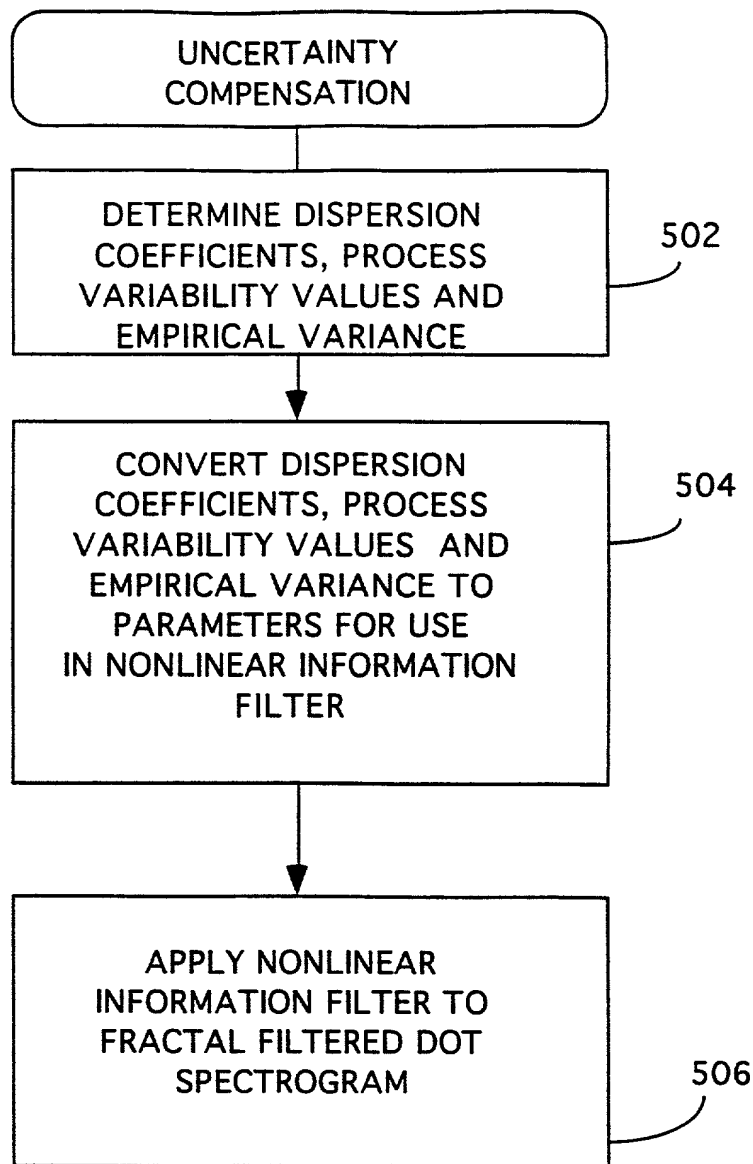 UNCERTAINTY
COMPENSATION
DETERMINE DISPERSION
COEFFICIENTS, PROCESS
VARIABILITY VALUES AND
EMPIRICAL VARIANCE
502
CONVERT DISPERSION
COEFFICIENTS, PROCESS
VARIABILITY VALUES AND
EMPIRICAL VARIANCE TO
PARAMETERS FOR USE
IN NONLINEAR INFORMATION
FILTER
504
APPLY NONLINEAR
INFORMATION FILTER TO
FRACTAL FILTERED DOT
SPECTROGRAM
506